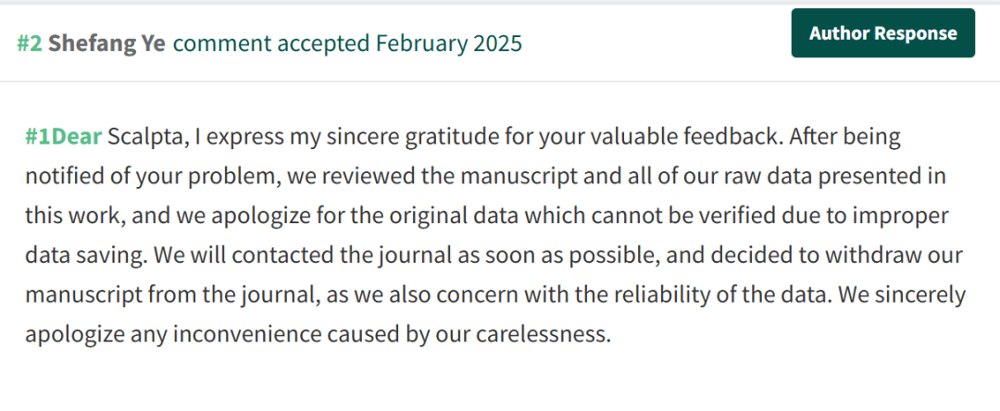 #2 Shefang Ye comment accepted February 2025
Author Response
#1Dear Scalpta, I express my sincere gratitude for your valuable feedback. After being
notified of your problem, we reviewed the manuscript and all of our raw data presented in
this work, and we apologize for the original data which cannot be verified due to improper
data saving. We will contacted the journal as soon as possible, and decided to withdraw our
manuscript from the journal, as we also concern with the reliability of the data. We sincerely
apologize any inconvenience caused by our carelessness.